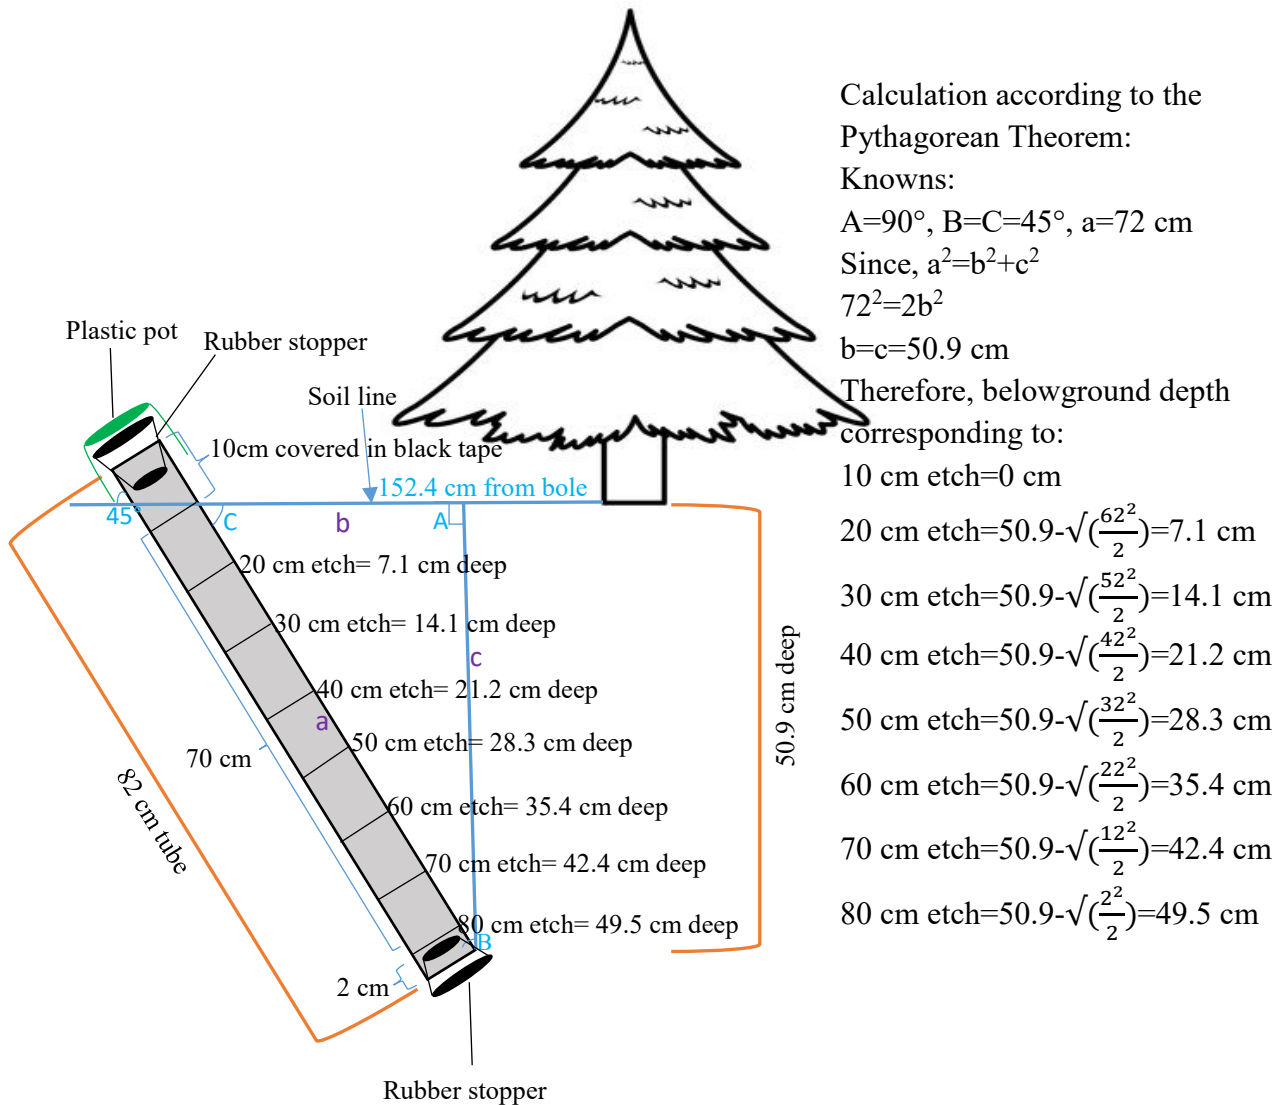 Plastic pot
Rubber stopper
Soil line
10cm covered in black tape
152.4 cm from bole
45°
C
b
A
20 cm etch= 7.1 cm deep
30 cm etch= 14.1 cm deep
c
40 cm etch= 21.2 cm deep
a
50 cm etch= 28.3 cm deep
70 cm
60 cm etch= 35.4 cm deep
82 cm tube
70 cm etch= 42.4 cm deep
80 cm etch= 49.5 cm deep
B
2 cm
Rubber stopper
50.9 cm deep
Calculation according to the
Pythagorean Theorem:
Knowns:
A=90°, B=C=45°, a=72 cm
Since, a²=b²+c²
72²=2b²
b=c=50.9 cm
Therefore, belowground depth
corresponding to:
10 cm etch=0 cm
20 cm etch=50.9-√(62²/2)=7.1 cm
30 cm etch=50.9-√(52²/2)=14.1 cm
40 cm etch=50.9-√(42²/2)=21.2 cm
50 cm etch=50.9-√(32²/2)=28.3 cm
60 cm etch=50.9-√(22²/2)=35.4 cm
70 cm etch=50.9-√(12²/2)=42.4 cm
80 cm etch=50.9-√(2²/2)=49.5 cm